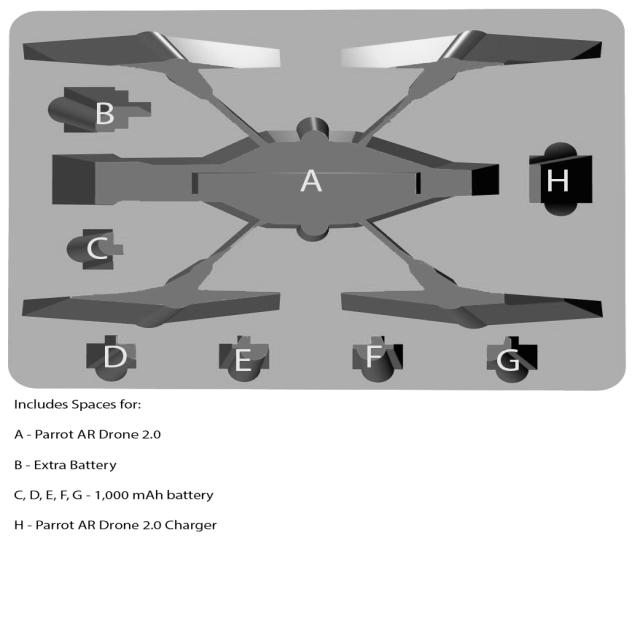 B
A
H
C
D
E
F
G
Includes Spaces for:
A - Parrot AR Drone 2.0
B - Extra Battery
C, D, E, F, G - 1,000 mAh battery
H - Parrot AR Drone 2.0 Charger